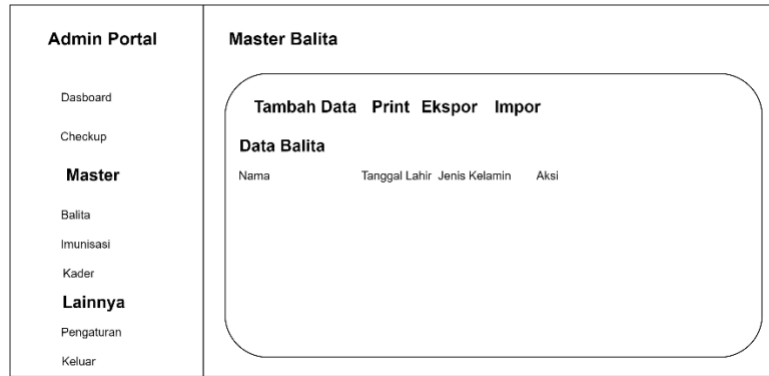 Admin Portal
Dasboard
Checkup
Master
Balita
Imunisasi
Kader
Lainnya
Pengaturan
Keluar
Master Balita
Tambah Data Print Ekspor Impor
Data Balita
Nama Tanggal Lahir Jenis Kelamin Aksi